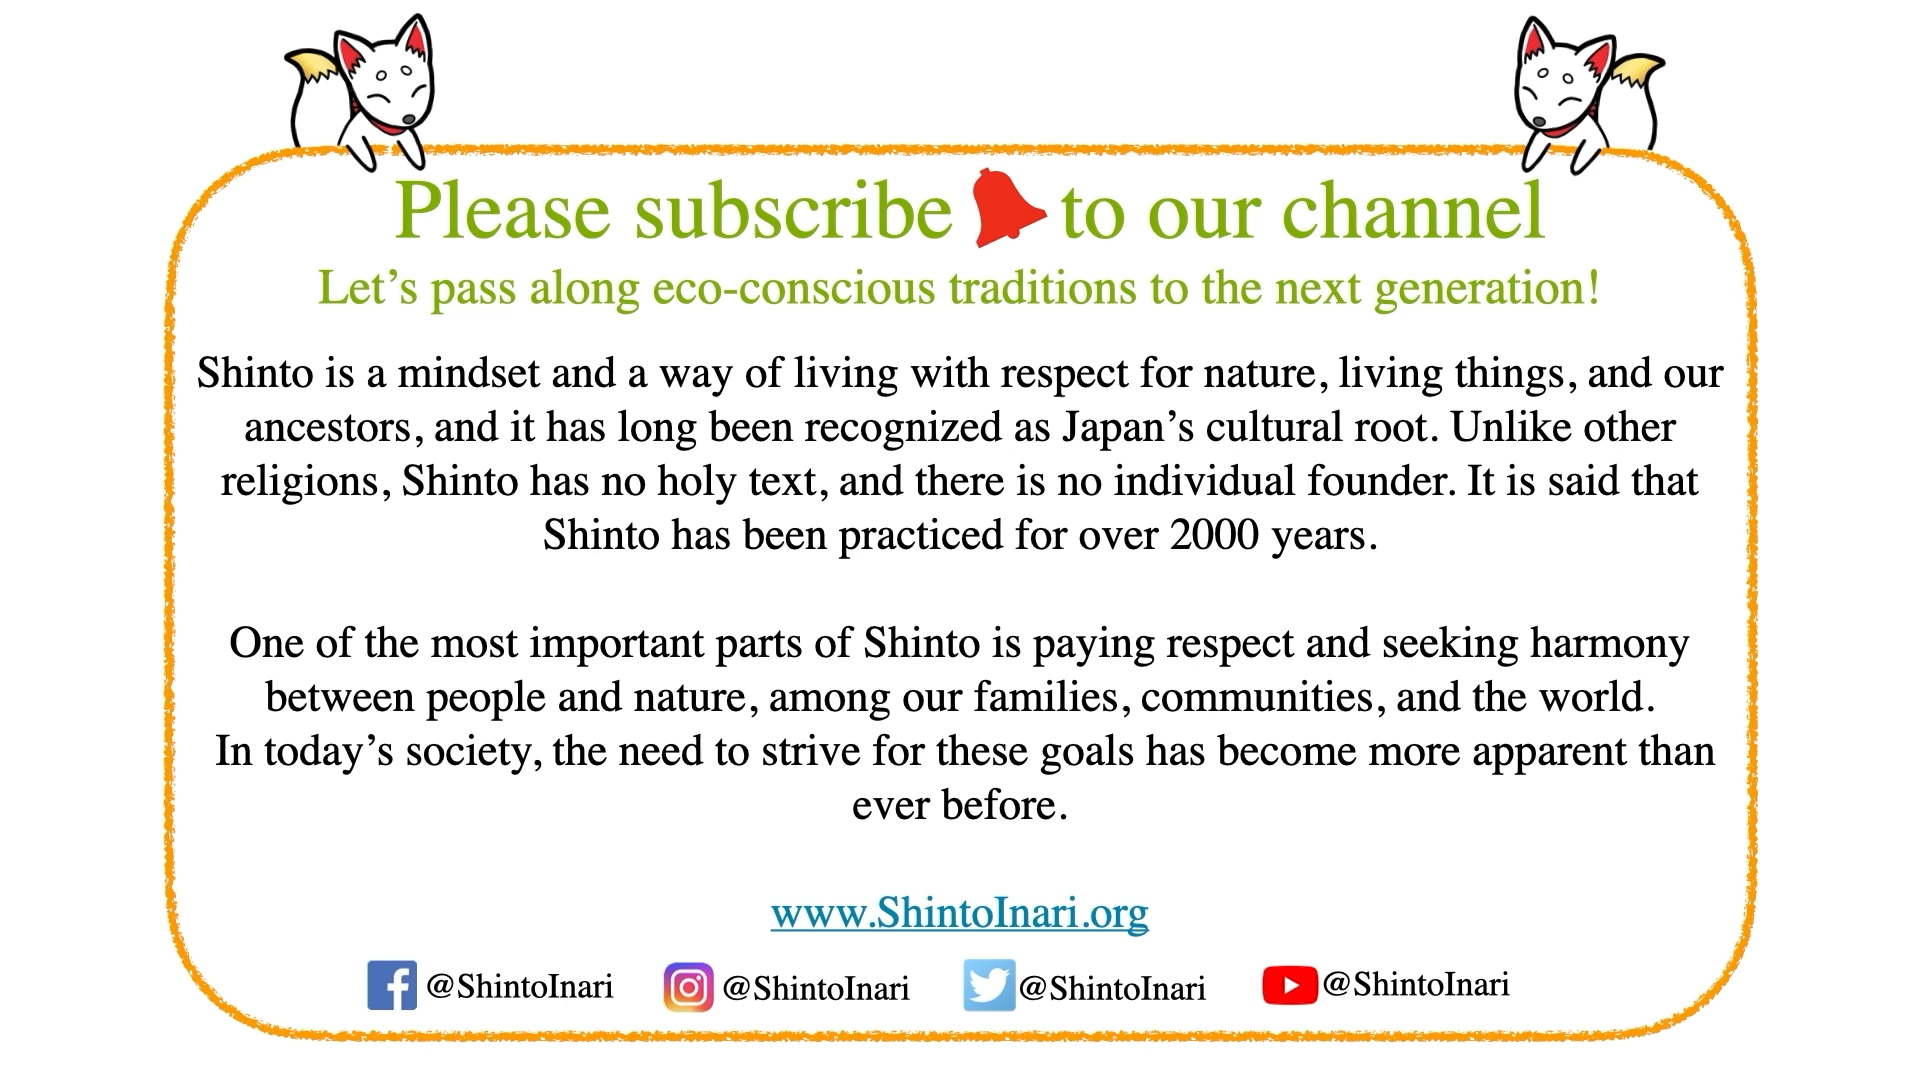 Please subscribe to our channel
Let’s pass along eco-conscious traditions to the next generation!
Shinto is a mindset and a way of living with respect for nature, living things, and our
ancestors, and it has long been recognized as Japan’s cultural root. Unlike other
religions, Shinto has no holy text, and there is no individual founder. It is said that
Shinto has been practiced for over 2000 years.
One of the most important parts of Shinto is paying respect and seeking harmony
between people and nature, among our families, communities, and the world.
In today’s society, the need to strive for these goals has become more apparent than
ever before.
www.ShintoInari.org
@ShintoInari @ShintoInari @ShintoInari @ShintoInari